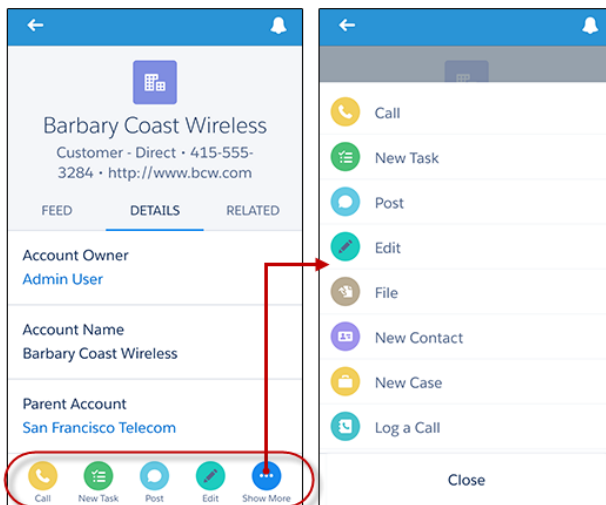 Barbary Coast Wireless
Customer - Direct • 415-555-
3284 • http://www.bcw.com
FEED DETAILS RELATED
Account Owner
Admin User
Account Name
Barbary Coast Wireless
Parent Account
San Francisco Telecom
Call New Task Post Edit Show More
Call
New Task
Post
Edit
File
New Contact
New Case
Log a Call
Close